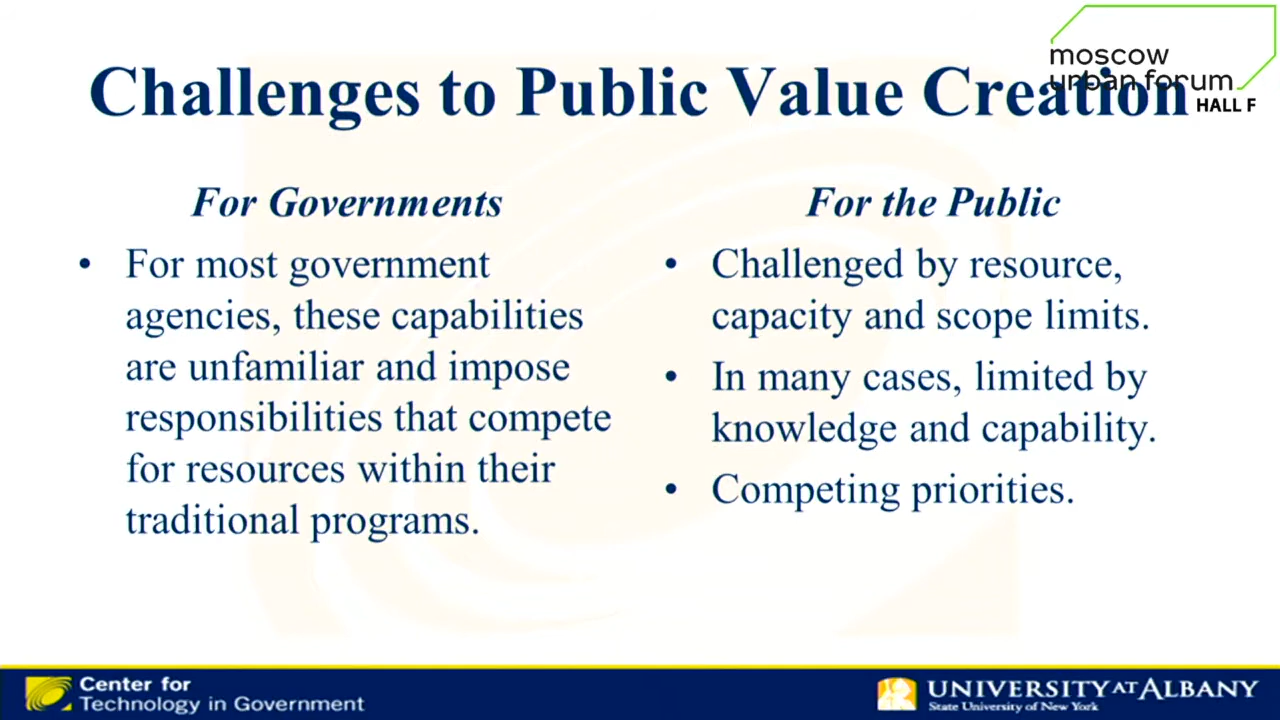 moscow
urban forum
HALL F
Challenges to Public Value Creation
For Governments
• For most government
agencies, these capabilities
are unfamiliar and impose
responsibilities that compete
for resources within their
traditional programs.
For the Public
• Challenged by resource,
capacity and scope limits.
• In many cases, limited by
knowledge and capability.
• Competing priorities.
Center for
Technology in Government
UNIVERSITY AT ALBANY
State University of New York